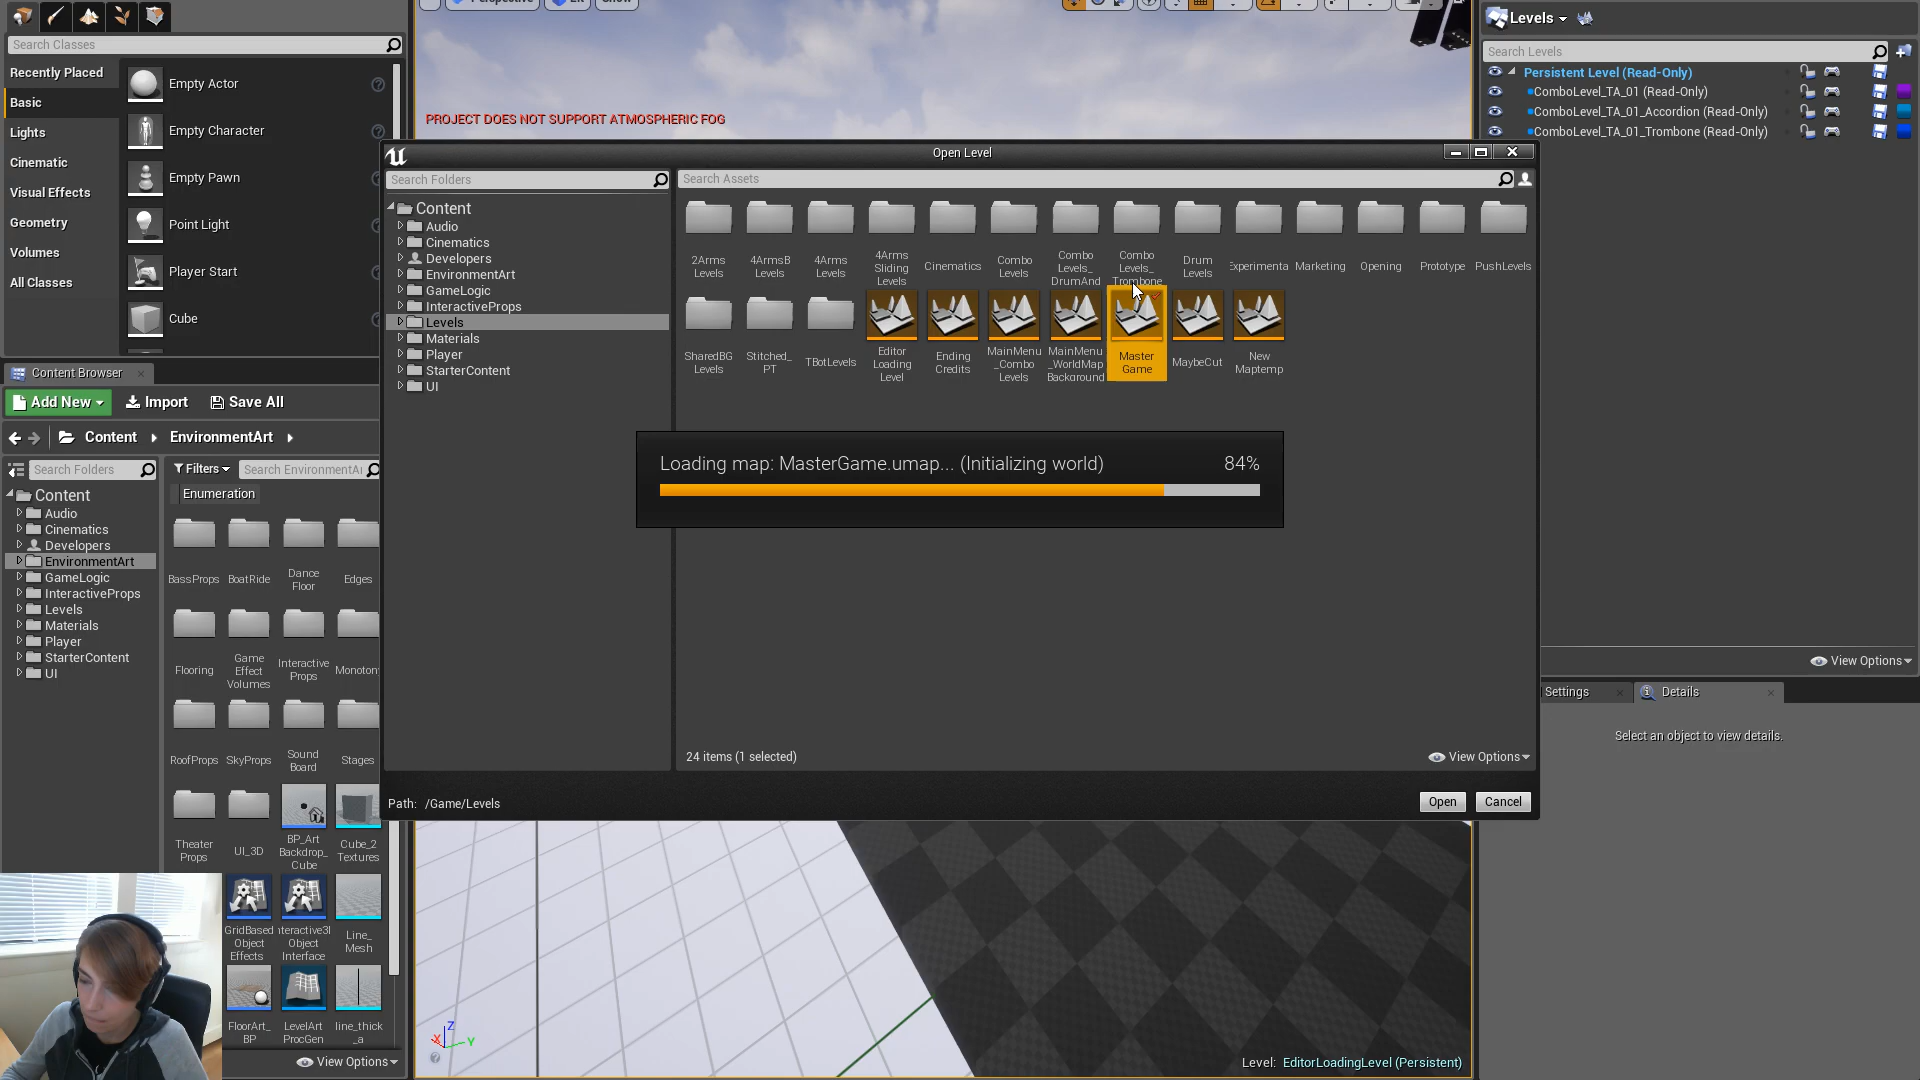 Perspective
Lit
Show
Search Classes
Recently Placed
Basic
Lights
Cinematic
Visual Effects
Geometry
Volumes
All Classes
Empty Actor
Empty Character
Empty Pawn
Point Light
Player Start
Cube
PROJECT DOES NOT SUPPORT ATMOSPHERIC FOG
Levels
Search Levels
Persistent Level (Read-Only)
ComboLevel_TA_01 (Read-Only)
ComboLevel_TA_01_Accordion (Read-Only)
ComboLevel_TA_01_Trombone (Read-Only)
View Options
Settings
Details
Select an object to view details.
Open Level
Search Folders
Content
Audio
Cinematics
Developers
EnvironmentArt
GameLogic
InteractiveProps
Levels
Materials
Player
StarterContent
UI
Search Assets
2Arms
Levels
4ArmsB
Levels
4Arms
Levels
4Arms
Sliding
Levels
Cinematics
Combo
Levels
Combo
Levels_
DrumAnd
Combo
Levels_
Trombone
Drum
Levels
Experimenta
Marketing
Opening
Prototype
PushLevels
SharedBG
Levels
Stitched_
PT
TBotLevels
Editor
Loading
Level
Ending
Credits
MainMenu
_Combo
Levels
MainMenu
_WorldMap
Background
Master
Game
MaybeCut
New
Maptemp
Loading map: MasterGame.umap... (Initializing world)
84%
24 items (1 selected)
View Options
Path: /Game/Levels
Open
Cancel
Content Browser
Add New
Import
Save All
Content
EnvironmentArt
Search Folders
Filters
Search EnvironmentAr
Enumeration
Content
Audio
Cinematics
Developers
EnvironmentArt
GameLogic
InteractiveProps
Levels
Materials
Player
StarterContent
UI
BassProps
BoatRide
Dance
Floor
Edges
Flooring
Game
Effect
Volumes
Interactive
Props
Monoton
RoofProps
SkyProps
Sound
Board
Stages
Theater
Props
UI_3D
BP_Art
Backdrop_
Cube
Cube_2
Textures
GridBased
Object
Effects
nteractive3I
Object
Interface
Line_
Mesh
FloorArt_
BP
LevelArt
ProcGen
line_thick
_a
View Options
X
Z
Y
Level: EditorLoadingLevel (Persistent)